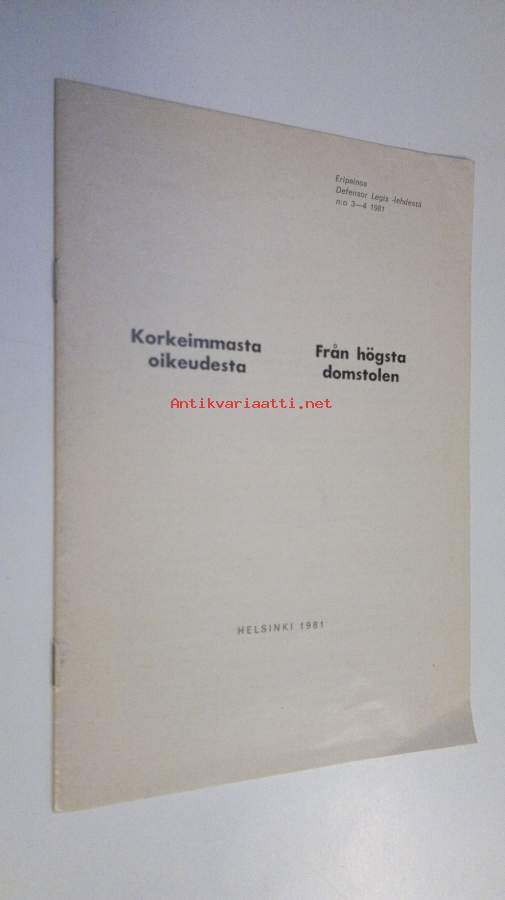 Eripainos
Defensor Legis -lehdestä
n:o 3—4 1981
Korkeimmasta
oikeudesta
Från högsta
domstolen
Antikvariaatti.net
HELSINKI 1981